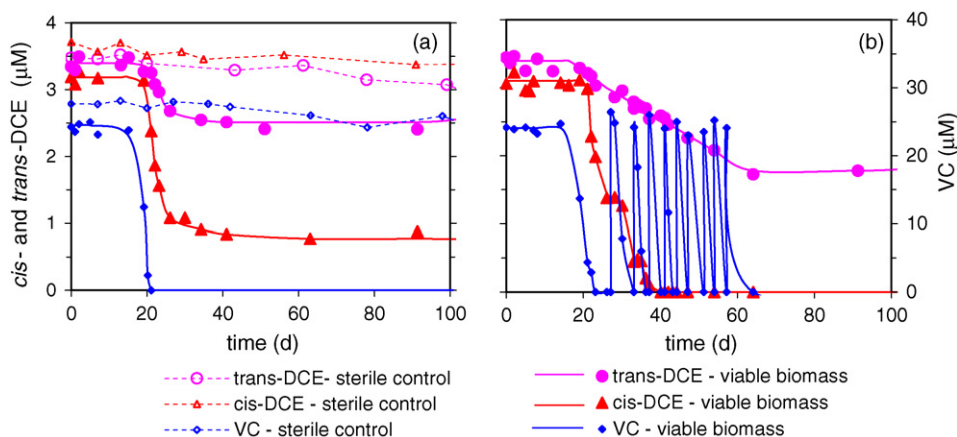 4
3
2
1
0
cis- and trans-DCE (μM)
(a)
0 20 40 60 80 100
time (d)
(b)
0 20 40 60 80 100
time (d)
40
30
20
10
0
VC (μM)
trans-DCE- sterile control
cis-DCE - sterile control
VC - sterile control
trans-DCE - viable biomass
cis-DCE - viable biomass
VC - viable biomass